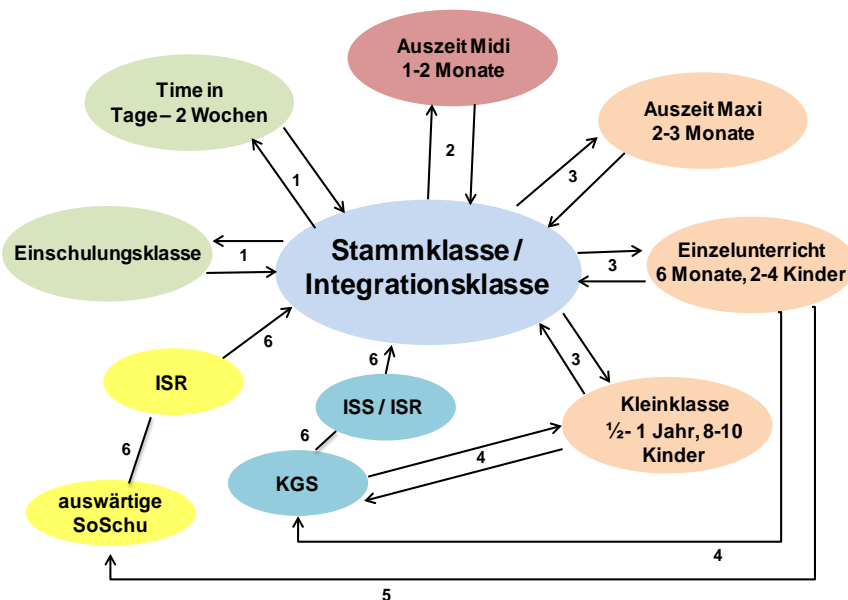 Auszeit Midi
1-2 Monate
Time in
Tage – 2 Wochen
Auszeit Maxi
2-3 Monate
2
1
3
Einschulungsklasse
1
Stammklasse /
Integrationsklasse
3
Einzelunterricht
6 Monate, 2-4 Kinder
6
ISR
6
ISS / ISR
3
Kleinklasse
½- 1 Jahr, 8-10
Kinder
6
6
KGS
4
auswärtige
SoSchu
4
5